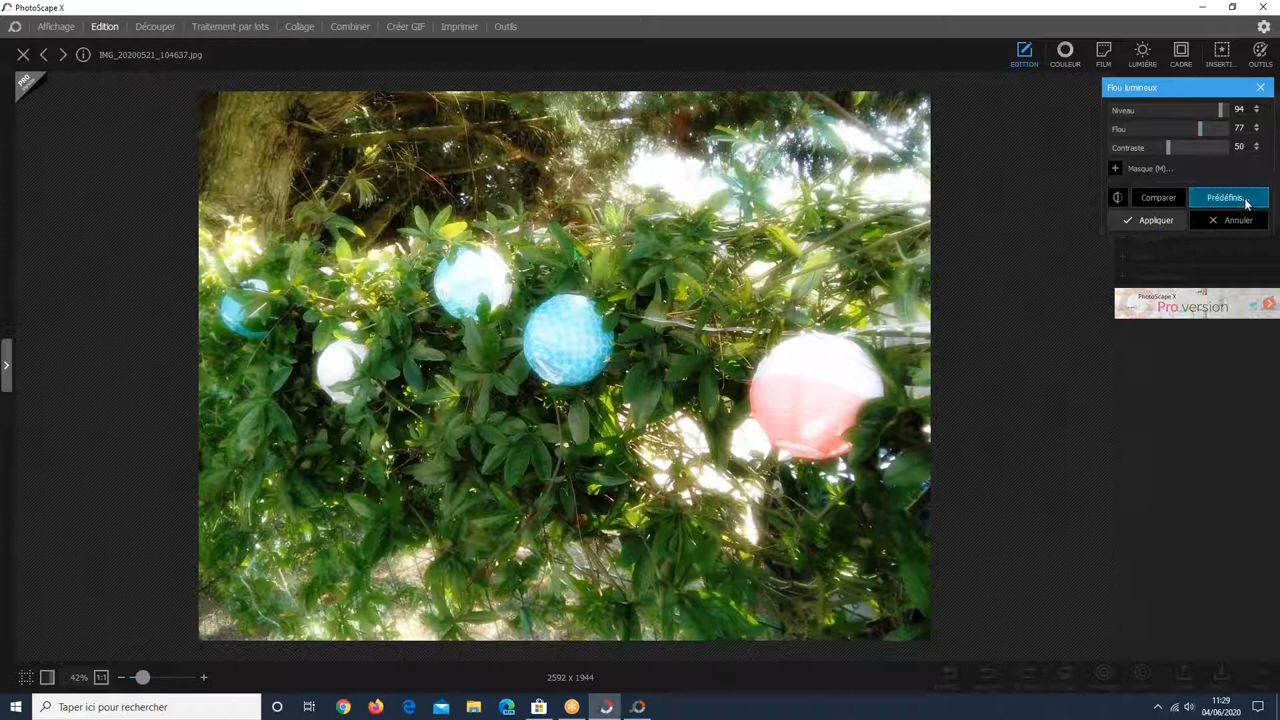 PhotoScape X
Affichage Edition Découper Traitement par lots Collage Combiner Créer GIF Imprimer Outils
IMG_20200521_104637.jpg
EDITION COULEUR FILM LUMIÈRE CADRE INSERTI... OUTILS
PRO
Flou lumineux
Niveau 94
Flou 77
Contraste 50
Masque (M)...
Comparer Prédéfinis...
Appliquer Annuler
PhotoScape X
Pro version
42% 1:1 2592 x 1944
Taper ici pour rechercher
11:29
04/06/2020